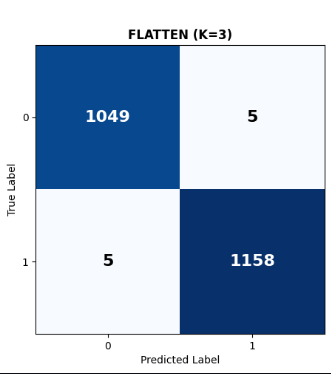 FLATTEN (K=3)
True Label
0
1049
5
1
5
1158
0
1
Predicted Label